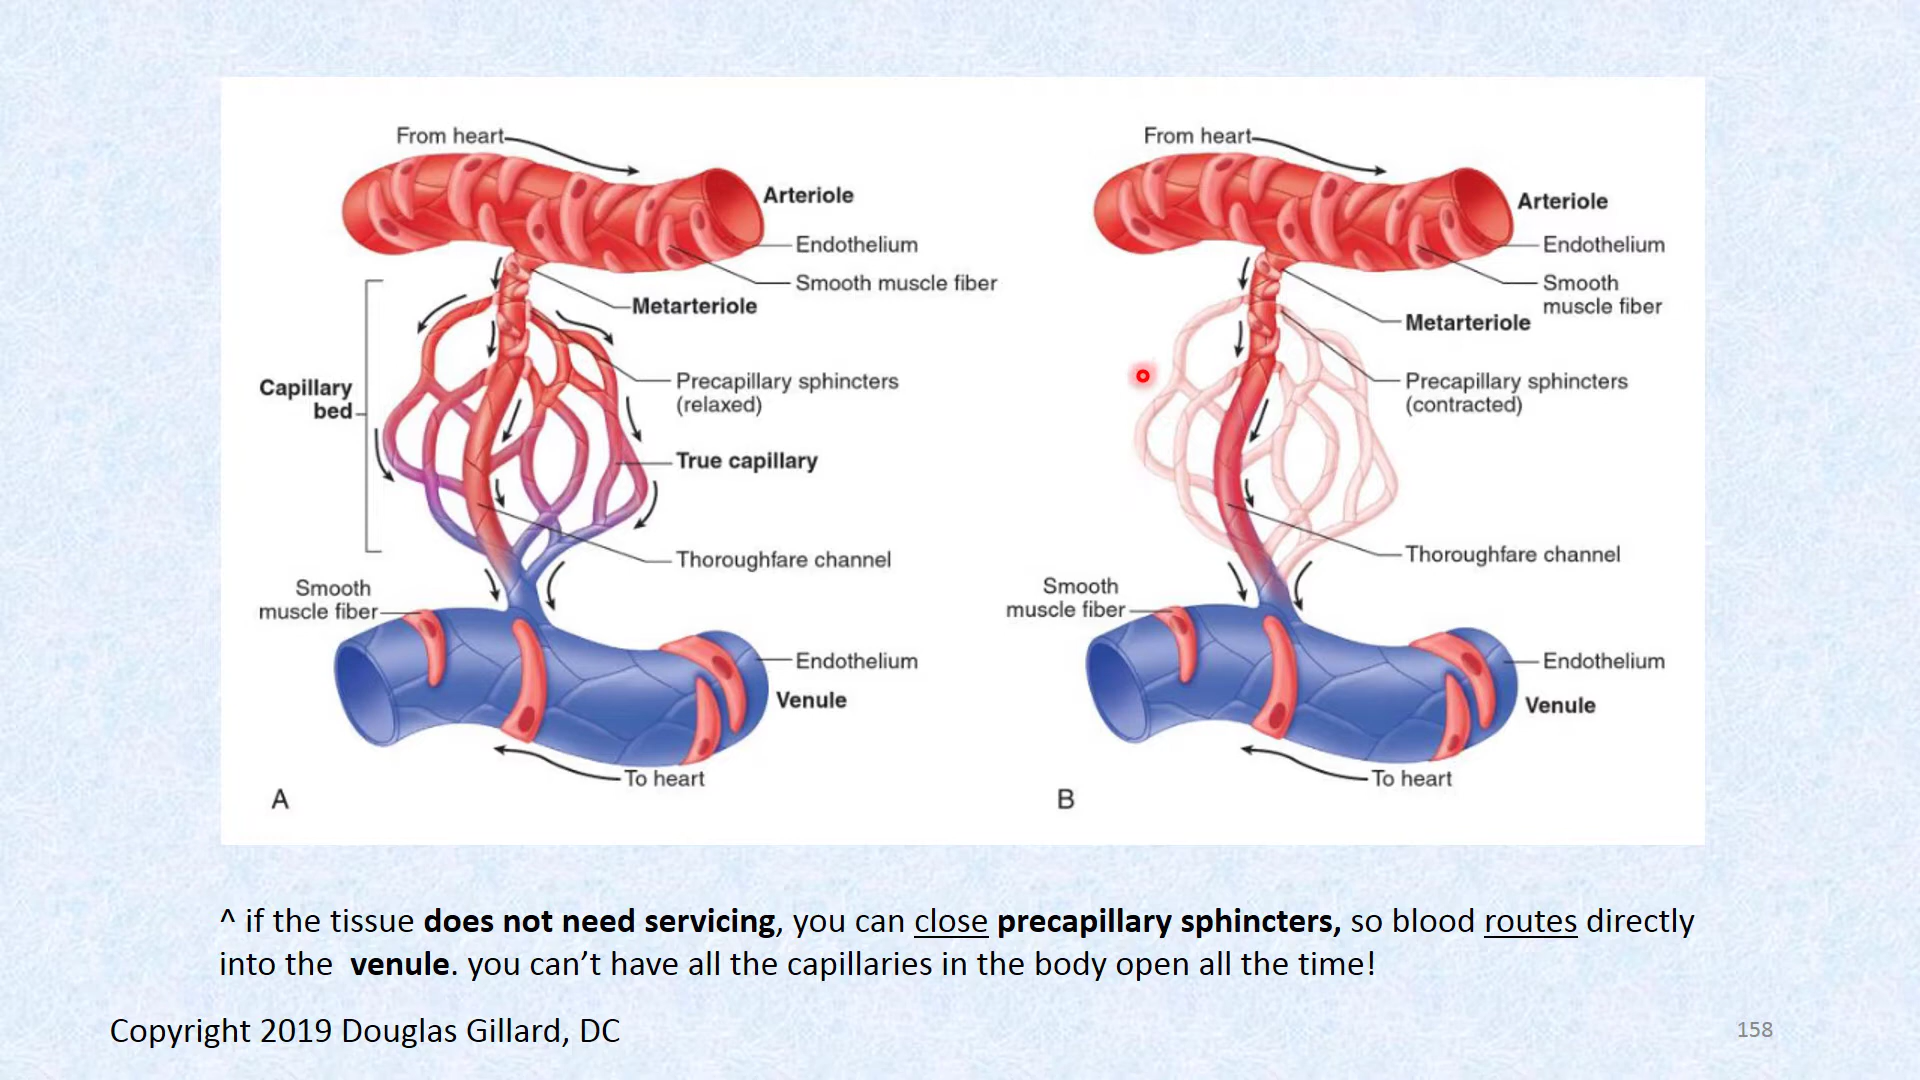 From heart
Arteriole
Endothelium
Smooth muscle fiber
Metarteriole
Capillary
bed
Precapillary sphincters
(relaxed)
True capillary
Thoroughfare channel
Smooth
muscle fiber
Endothelium
Venule
To heart
A
From heart
Arteriole
Endothelium
Smooth
muscle fiber
Metarteriole
Precapillary sphincters
(contracted)
Thoroughfare channel
Smooth
muscle fiber
Endothelium
Venule
To heart
B
^ if the tissue does not need servicing, you can close precapillary sphincters, so blood routes directly
into the venule. you can’t have all the capillaries in the body open all the time!
Copyright 2019 Douglas Gillard, DC
158